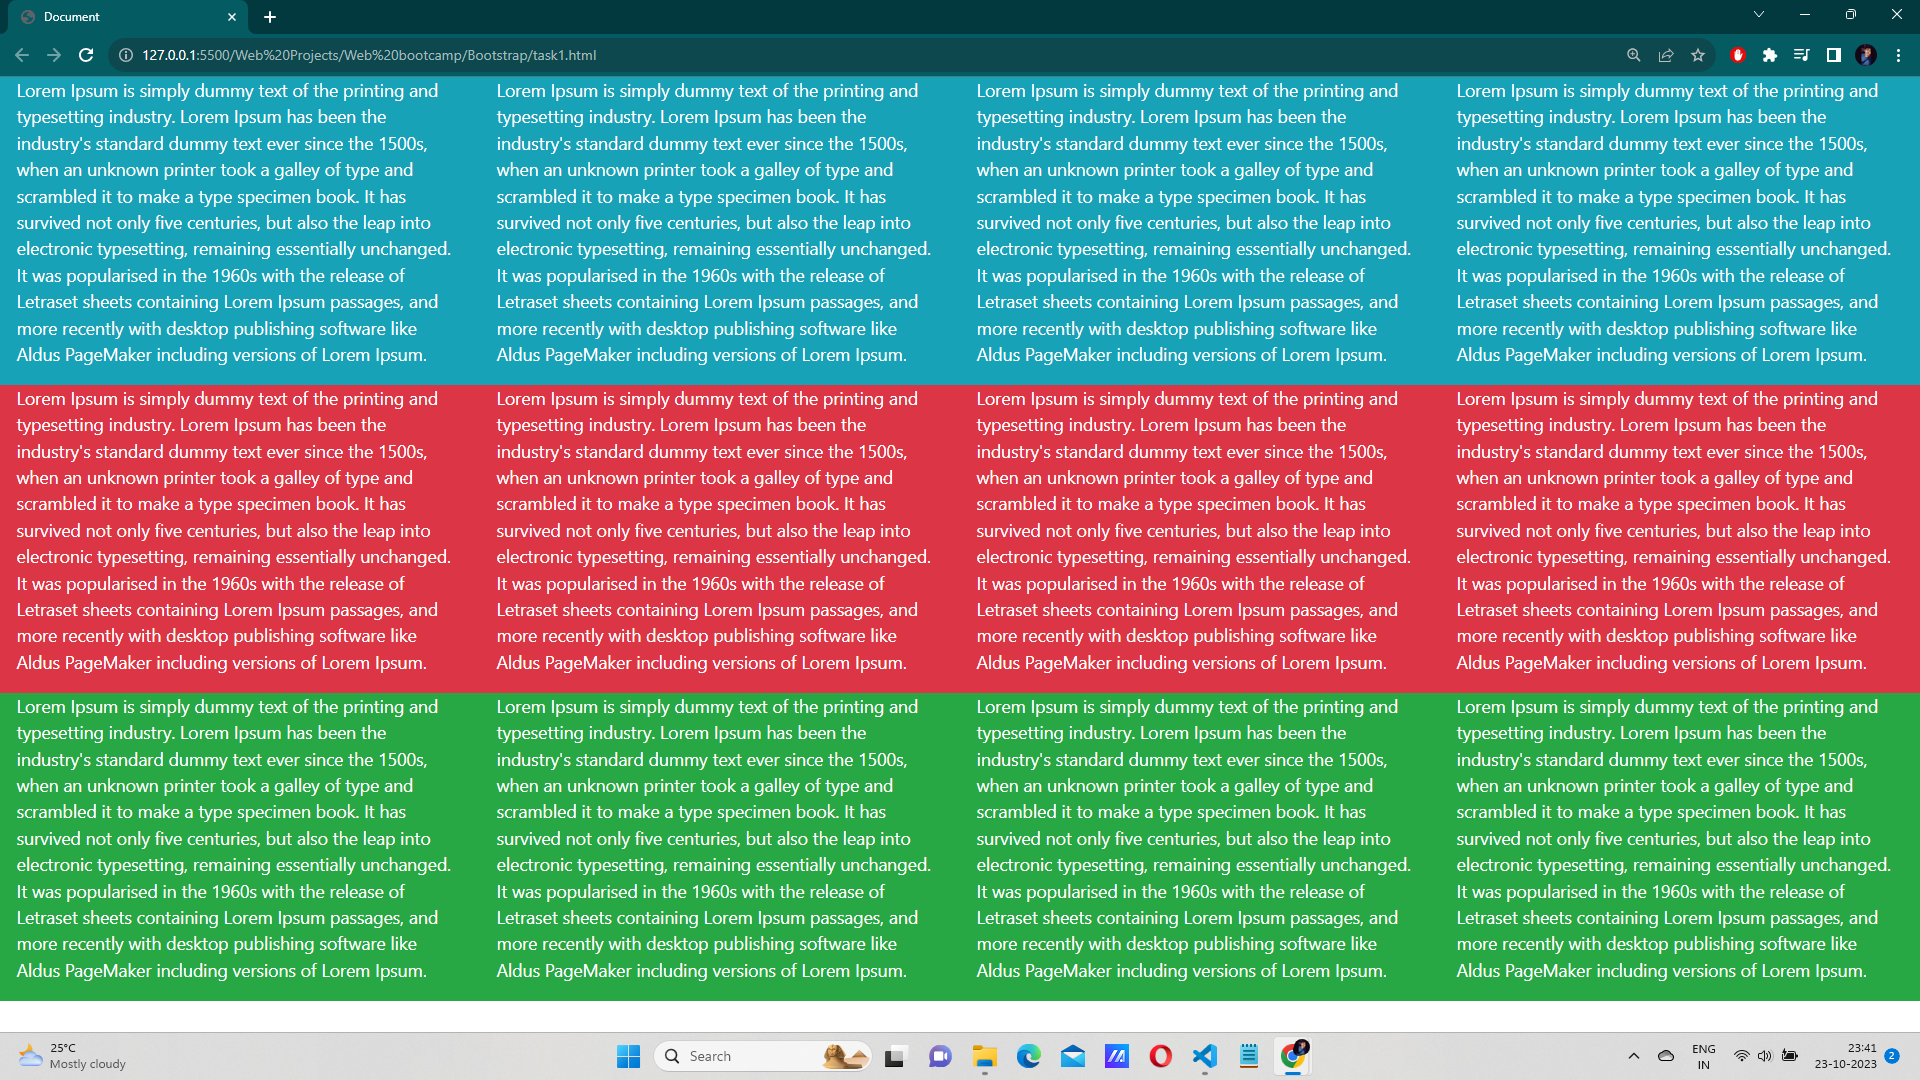 Document
127.0.0.1:5500/Web%20Projects/Web%20bootcamp/Bootstrap/task1.html
Lorem Ipsum is simply dummy text of the printing and
typesetting industry. Lorem Ipsum has been the
industry's standard dummy text ever since the 1500s,
when an unknown printer took a galley of type and
scrambled it to make a type specimen book. It has
survived not only five centuries, but also the leap into
electronic typesetting, remaining essentially unchanged.
It was popularised in the 1960s with the release of
Letraset sheets containing Lorem Ipsum passages, and
more recently with desktop publishing software like
Aldus PageMaker including versions of Lorem Ipsum.
Lorem Ipsum is simply dummy text of the printing and
typesetting industry. Lorem Ipsum has been the
industry's standard dummy text ever since the 1500s,
when an unknown printer took a galley of type and
scrambled it to make a type specimen book. It has
survived not only five centuries, but also the leap into
electronic typesetting, remaining essentially unchanged.
It was popularised in the 1960s with the release of
Letraset sheets containing Lorem Ipsum passages, and
more recently with desktop publishing software like
Aldus PageMaker including versions of Lorem Ipsum.
Lorem Ipsum is simply dummy text of the printing and
typesetting industry. Lorem Ipsum has been the
industry's standard dummy text ever since the 1500s,
when an unknown printer took a galley of type and
scrambled it to make a type specimen book. It has
survived not only five centuries, but also the leap into
electronic typesetting, remaining essentially unchanged.
It was popularised in the 1960s with the release of
Letraset sheets containing Lorem Ipsum passages, and
more recently with desktop publishing software like
Aldus PageMaker including versions of Lorem Ipsum.
Lorem Ipsum is simply dummy text of the printing and
typesetting industry. Lorem Ipsum has been the
industry's standard dummy text ever since the 1500s,
when an unknown printer took a galley of type and
scrambled it to make a type specimen book. It has
survived not only five centuries, but also the leap into
electronic typesetting, remaining essentially unchanged.
It was popularised in the 1960s with the release of
Letraset sheets containing Lorem Ipsum passages, and
more recently with desktop publishing software like
Aldus PageMaker including versions of Lorem Ipsum.
Lorem Ipsum is simply dummy text of the printing and
typesetting industry. Lorem Ipsum has been the
industry's standard dummy text ever since the 1500s,
when an unknown printer took a galley of type and
scrambled it to make a type specimen book. It has
survived not only five centuries, but also the leap into
electronic typesetting, remaining essentially unchanged.
It was popularised in the 1960s with the release of
Letraset sheets containing Lorem Ipsum passages, and
more recently with desktop publishing software like
Aldus PageMaker including versions of Lorem Ipsum.
Lorem Ipsum is simply dummy text of the printing and
typesetting industry. Lorem Ipsum has been the
industry's standard dummy text ever since the 1500s,
when an unknown printer took a galley of type and
scrambled it to make a type specimen book. It has
survived not only five centuries, but also the leap into
electronic typesetting, remaining essentially unchanged.
It was popularised in the 1960s with the release of
Letraset sheets containing Lorem Ipsum passages, and
more recently with desktop publishing software like
Aldus PageMaker including versions of Lorem Ipsum.
Lorem Ipsum is simply dummy text of the printing and
typesetting industry. Lorem Ipsum has been the
industry's standard dummy text ever since the 1500s,
when an unknown printer took a galley of type and
scrambled it to make a type specimen book. It has
survived not only five centuries, but also the leap into
electronic typesetting, remaining essentially unchanged.
It was popularised in the 1960s with the release of
Letraset sheets containing Lorem Ipsum passages, and
more recently with desktop publishing software like
Aldus PageMaker including versions of Lorem Ipsum.
Lorem Ipsum is simply dummy text of the printing and
typesetting industry. Lorem Ipsum has been the
industry's standard dummy text ever since the 1500s,
when an unknown printer took a galley of type and
scrambled it to make a type specimen book. It has
survived not only five centuries, but also the leap into
electronic typesetting, remaining essentially unchanged.
It was popularised in the 1960s with the release of
Letraset sheets containing Lorem Ipsum passages, and
more recently with desktop publishing software like
Aldus PageMaker including versions of Lorem Ipsum.
Lorem Ipsum is simply dummy text of the printing and
typesetting industry. Lorem Ipsum has been the
industry's standard dummy text ever since the 1500s,
when an unknown printer took a galley of type and
scrambled it to make a type specimen book. It has
survived not only five centuries, but also the leap into
electronic typesetting, remaining essentially unchanged.
It was popularised in the 1960s with the release of
Letraset sheets containing Lorem Ipsum passages, and
more recently with desktop publishing software like
Aldus PageMaker including versions of Lorem Ipsum.
Lorem Ipsum is simply dummy text of the printing and
typesetting industry. Lorem Ipsum has been the
industry's standard dummy text ever since the 1500s,
when an unknown printer took a galley of type and
scrambled it to make a type specimen book. It has
survived not only five centuries, but also the leap into
electronic typesetting, remaining essentially unchanged.
It was popularised in the 1960s with the release of
Letraset sheets containing Lorem Ipsum passages, and
more recently with desktop publishing software like
Aldus PageMaker including versions of Lorem Ipsum.
Lorem Ipsum is simply dummy text of the printing and
typesetting industry. Lorem Ipsum has been the
industry's standard dummy text ever since the 1500s,
when an unknown printer took a galley of type and
scrambled it to make a type specimen book. It has
survived not only five centuries, but also the leap into
electronic typesetting, remaining essentially unchanged.
It was popularised in the 1960s with the release of
Letraset sheets containing Lorem Ipsum passages, and
more recently with desktop publishing software like
Aldus PageMaker including versions of Lorem Ipsum.
Lorem Ipsum is simply dummy text of the printing and
typesetting industry. Lorem Ipsum has been the
industry's standard dummy text ever since the 1500s,
when an unknown printer took a galley of type and
scrambled it to make a type specimen book. It has
survived not only five centuries, but also the leap into
electronic typesetting, remaining essentially unchanged.
It was popularised in the 1960s with the release of
Letraset sheets containing Lorem Ipsum passages, and
more recently with desktop publishing software like
Aldus PageMaker including versions of Lorem Ipsum.
25°C
Mostly cloudy
Search
ENG
IN
23:41
23-10-2023
2